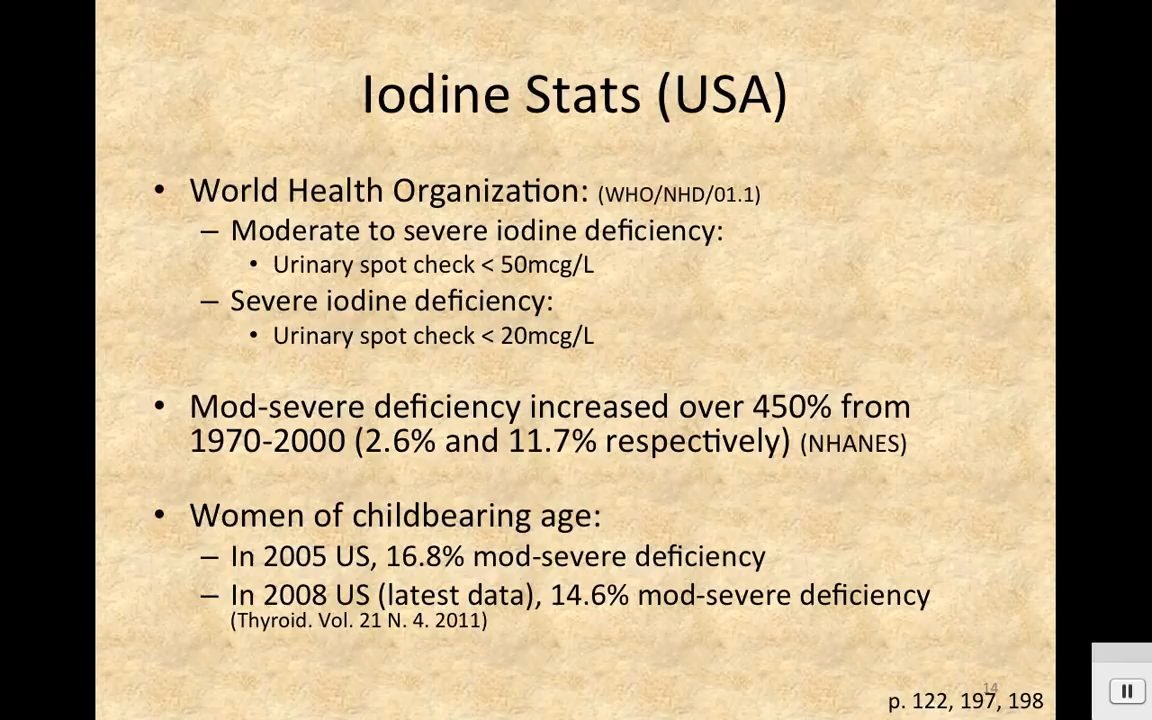 Iodine Stats (USA)
• World Health Organization: (WHO/NHD/01.1)
– Moderate to severe iodine deficiency:
• Urinary spot check < 50mcg/L
– Severe iodine deficiency:
• Urinary spot check < 20mcg/L
• Mod-severe deficiency increased over 450% from
1970-2000 (2.6% and 11.7% respectively) (NHANES)
• Women of childbearing age:
– In 2005 US, 16.8% mod-severe deficiency
– In 2008 US (latest data), 14.6% mod-severe deficiency
(Thyroid. Vol. 21 N. 4. 2011)
14
p. 122, 197, 198